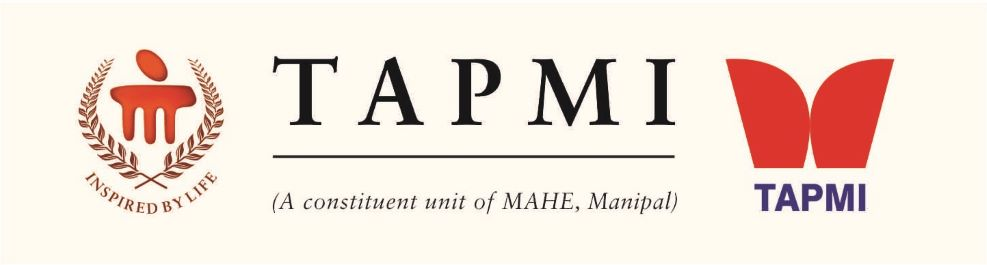 INSPIRED BY LIFE
TAPMI
(A constituent unit of MAHE, Manipal)
TAPMI